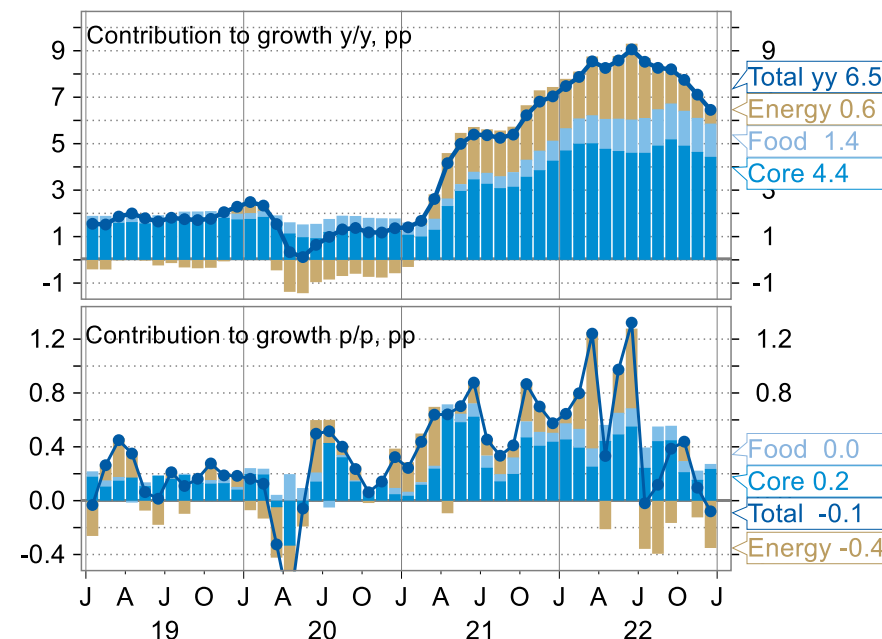 Contribution to growth y/y, pp
9
7
5
3
1
-1
9
3
1
-1
Total yy 6.5
Energy 0.6
Food 1.4
Core 4.4
Contribution to growth p/p, pp
1.2
0.8
0.4
0.0
-0.4
1.2
0.8
Food 0.0
Core 0.2
Total -0.1
Energy -0.4
J A J O J A J O J A J O J A J O J
19 20 21 22